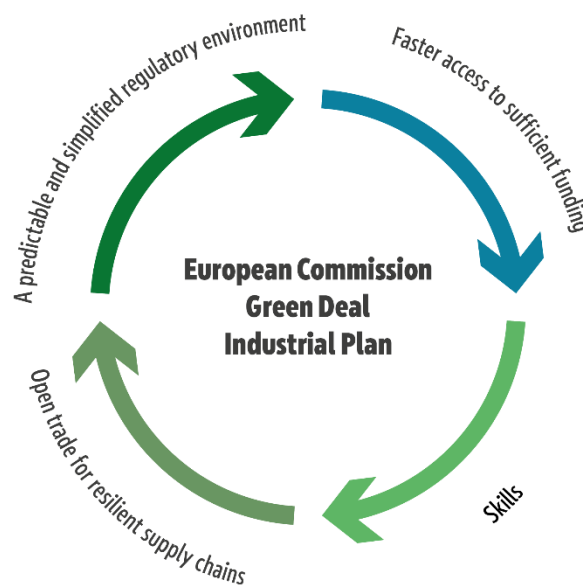 A predictable and simplified regulatory environment
Faster access to sufficient funding
European Commission
Green Deal
Industrial Plan
Open trade for resilient supply chains
Skills